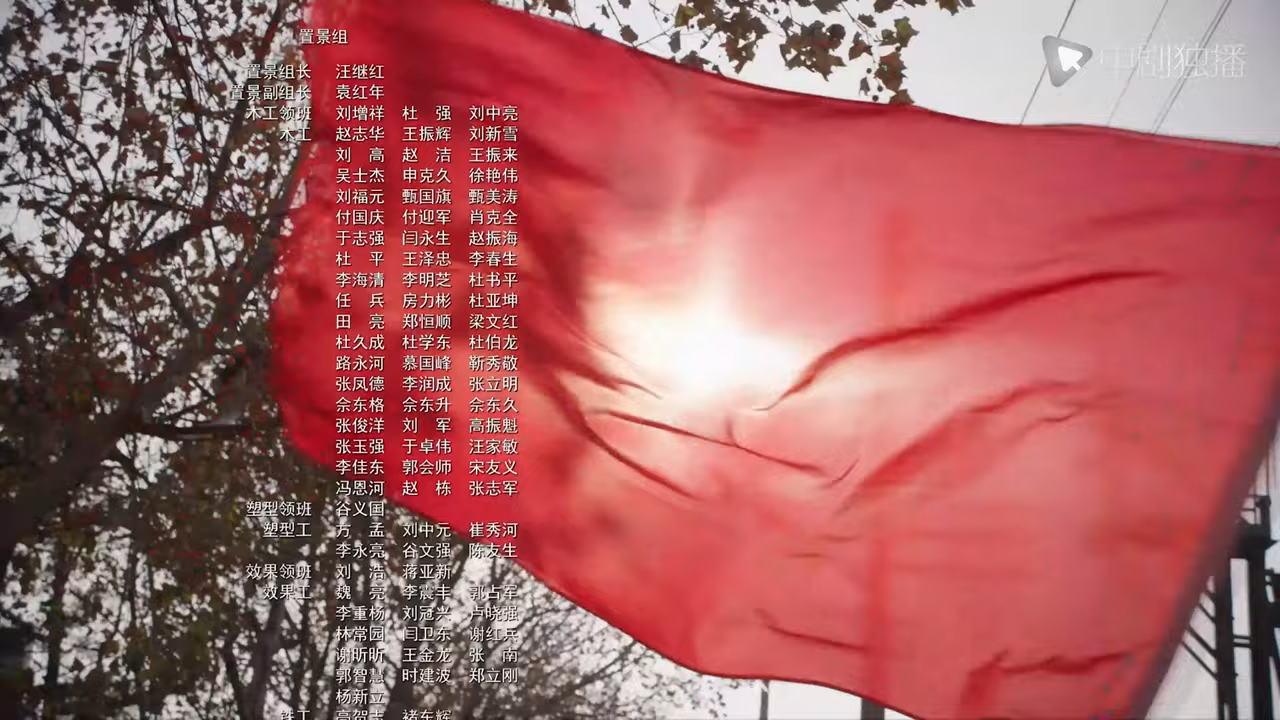 置景组
申剧独播
置景组长 汪继红
置景副组长 袁红年
木工领班 刘增祥 杜 强 刘中亮
木工 赵志华 王振辉 刘新雪
刘 高 赵 洁 王振来
吴士杰 申克久 徐艳伟
刘福元 甄国旗 甄美涛
付国庆 付迎军 肖克全
于志强 闫永生 赵振海
杜 平 王泽忠 李春生
李海清 李明芝 杜书平
任 兵 房力彬 杜亚坤
田 亮 郑恒顺 梁文红
杜久成 杜学东 杜伯龙
路永河 慕国峰 靳秀敬
张凤德 李润成 张立明
佘东格 佘东升 佘东久
张俊洋 刘 军 高振魁
张玉强 于卓伟 汪家敏
李佳东 郭会师 宋友义
冯恩河 赵 栋 张志军
塑型领班 谷义国
塑型工 方 孟 刘中元 崔秀河
李永亮 谷文强 陈友生
效果领班 刘 浩 蒋亚新
效果工 魏 亮 李震丰 郭占军
李重杨 刘冠兴 卢晓强
林常园 闫卫东 谢红兵
谢昕昕 王金龙 张 南
郭智慧 时建波 郑立刚
杨新立
铁工 高贺志 褚东辉